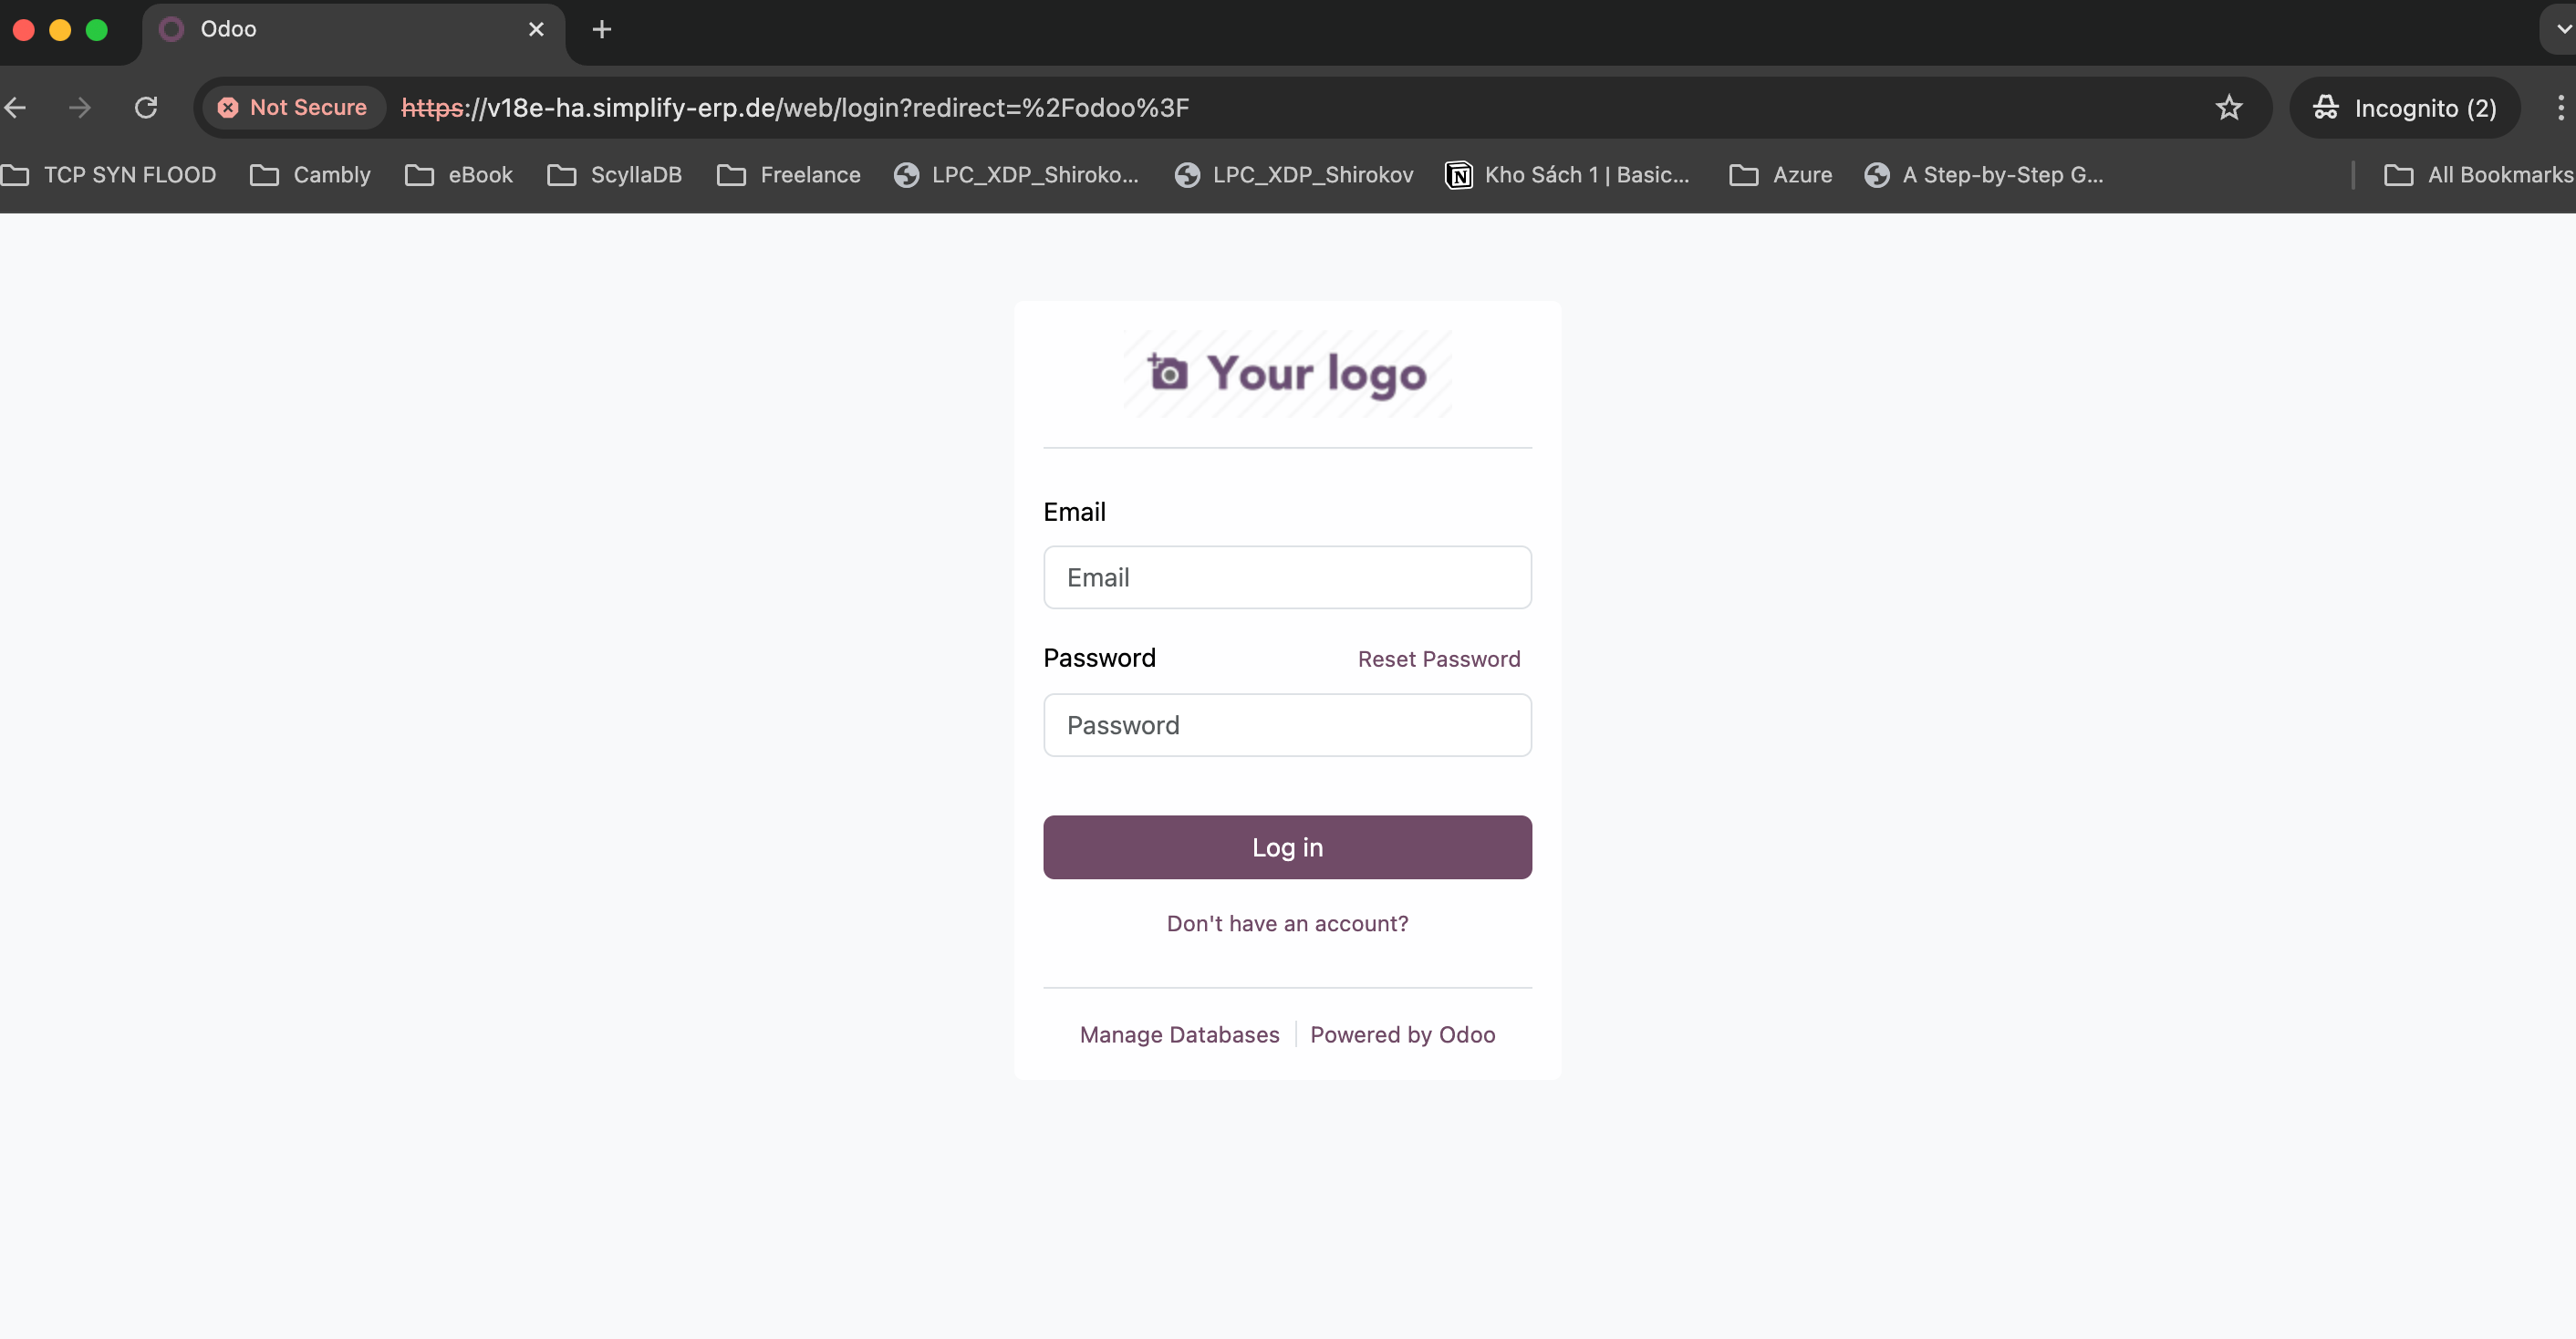 Odoo
Not Secure https://v18e-ha.simplify-erp.de/web/login?redirect=%2Fodoo%3F Incognito (2)
TCP SYN FLOOD Cambly eBook ScyllaDB Freelance LPC_XDP_Shiroko... LPC_XDP_Shirokov Kho Sách 1 | Basic... Azure A Step-by-Step G... All Bookmarks
Your logo
Email
Email
Password Reset Password
Password
Log in
Don't have an account?
Manage Databases Powered by Odoo